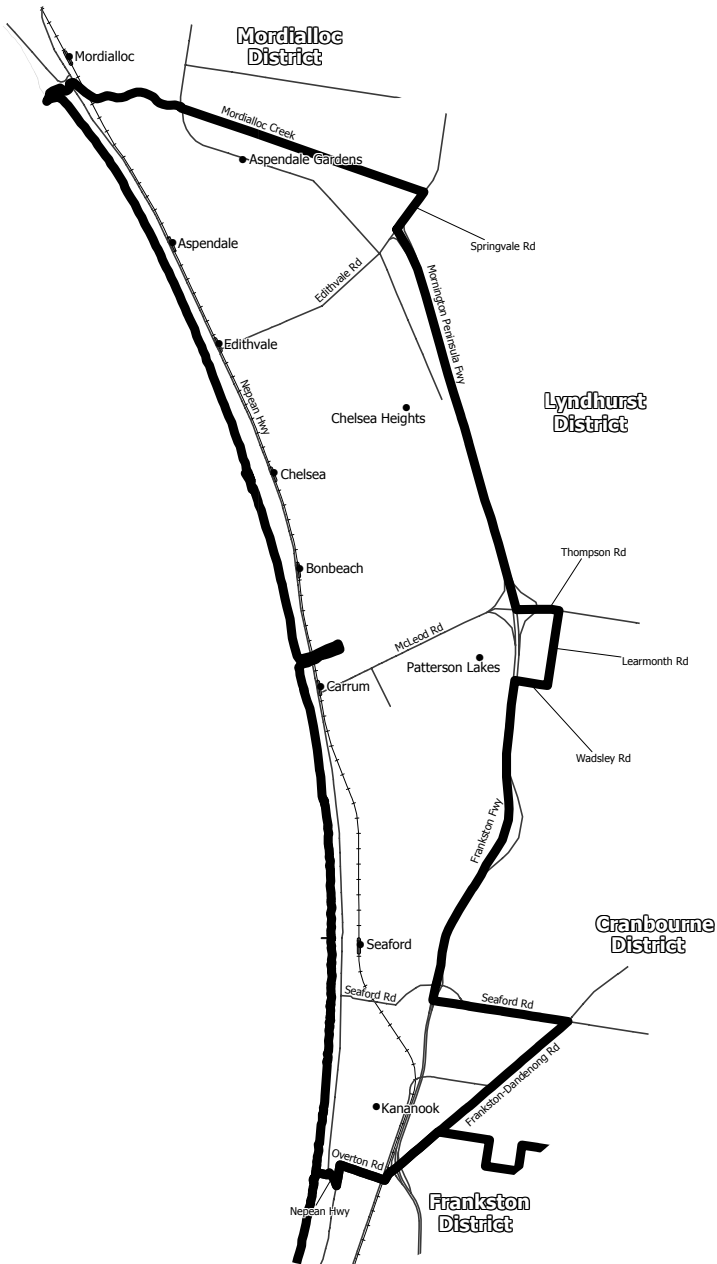 Mordialloc
District
Mordialloc
Mordialloc Creek
Aspendale Gardens
Springvale Rd
Aspendale
Edithvale Rd
Mornington Peninsula Fwy
Edithvale
Nepean Hwy
Lyndhurst
District
Chelsea Heights
Chelsea
Thompson Rd
Bonbeach
McLeod Rd
Learmonth Rd
Patterson Lakes
Carrum
Wadsley Rd
Frankston Fwy
Cranbourne
District
Seaford
Seaford Rd
Seaford Rd
Frankston-Dandenong Rd
Kananook
Overton Rd
Nepean Hwy
Frankston
District